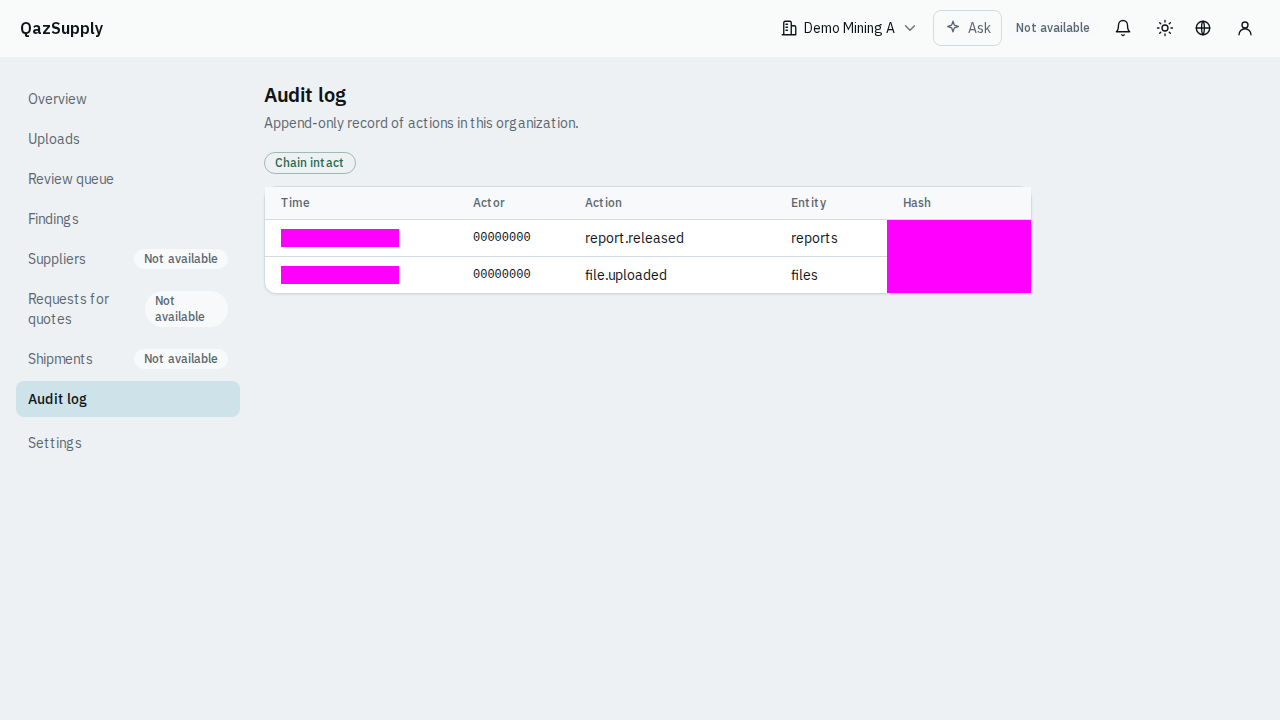 QazSupply
Demo Mining A
Ask
Not available
Overview
Uploads
Review queue
Findings
Suppliers
Not available
Requests for
quotes
Not
available
Shipments
Not available
Audit log
Settings
Audit log
Append-only record of actions in this organization.
Chain intact
Time Actor Action Entity Hash
00000000 report.released reports
00000000 file.uploaded files